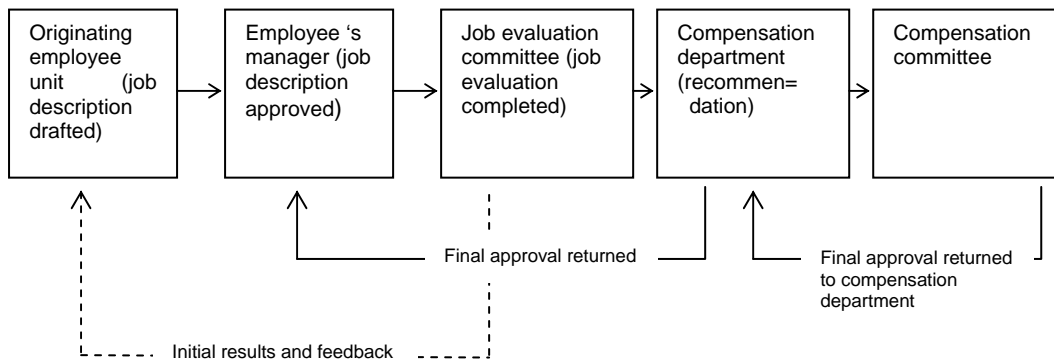 Originating
employee
unit (job
description
drafted)
Employee ‘s
manager (job
description
approved)
Job evaluation
committee (job
evaluation
completed)
Compensation
department
(recommen=
dation)
Compensation
committee
Final approval returned
Final approval returned
to compensation
department
Initial results and feedback